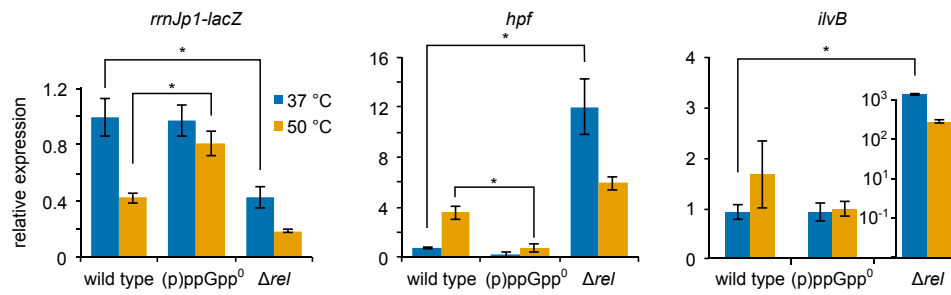 rrnJp1-lacZ
hpf
ilvB
relative expression
1.2
0.8
0.4
0
37 °C
50 °C
*
*
wild type (p)ppGpp⁰ Δrel
16
12
8
4
0
*
*
wild type (p)ppGpp⁰ Δrel
4
3
2
1
0
*
10³
10²
10¹
10⁻¹
wild type (p)ppGpp⁰ Δrel